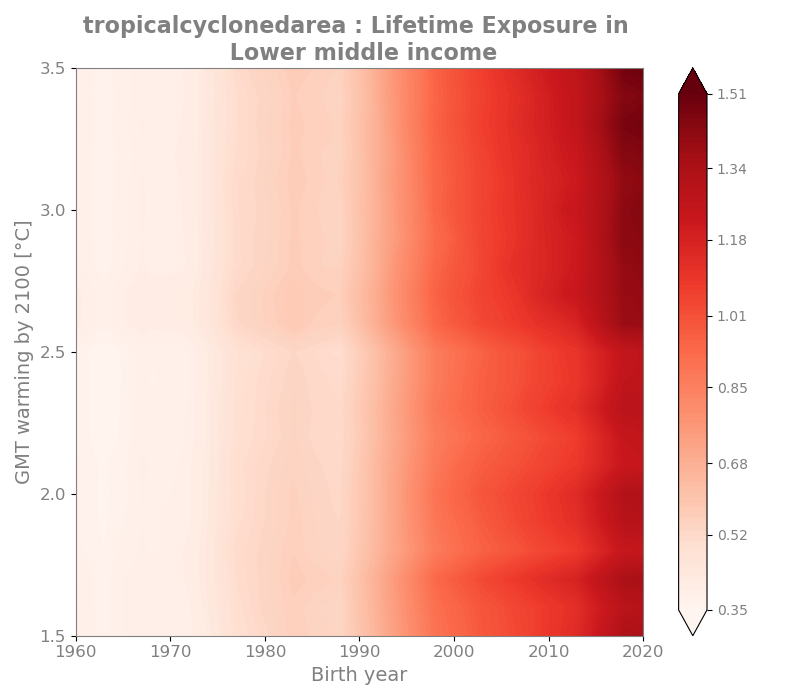 tropicalcyclonedarea : Lifetime Exposure in
Lower middle income
GMT warming by 2100 [°C]
3.5
3.0
2.5
2.0
1.5
1960 1970 1980 1990 2000 2010 2020
Birth year
1.51
1.34
1.18
1.01
0.85
0.68
0.52
0.35